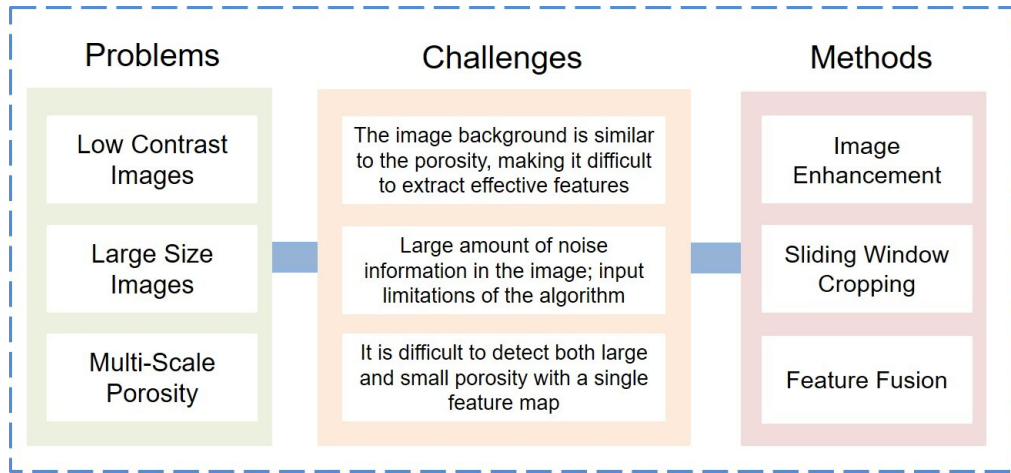 Problems
Challenges
Methods
Low Contrast
Images
The image background is similar
to the porosity, making it difficult
to extract effective features
Image
Enhancement
Large Size
Images
Large amount of noise
information in the image; input
limitations of the algorithm
Sliding Window
Cropping
Multi-Scale
Porosity
It is difficult to detect both large
and small porosity with a single
feature map
Feature Fusion